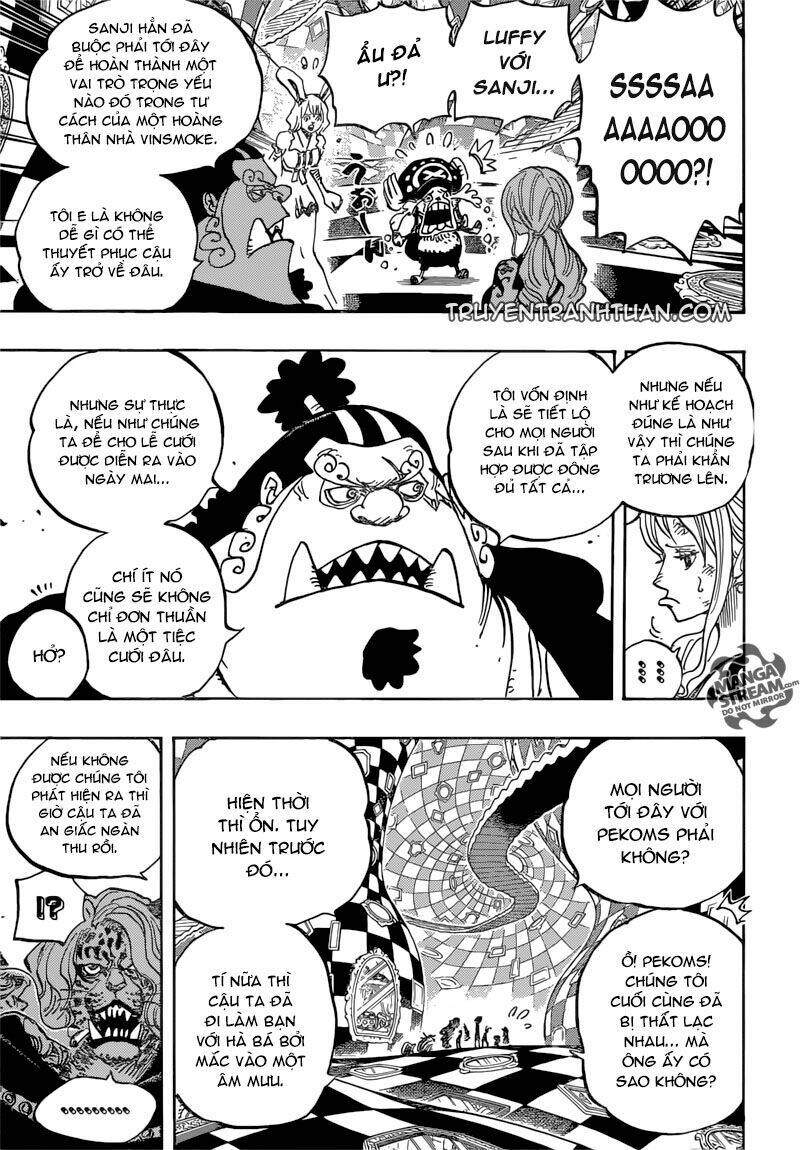 SSSSAA
AAAAOOO
OOOO?!
LUFFY
VỚI
SANJI...
ẨU ĐẢ
Ư?!
うおーーん
SANJI HẮN ĐÃ
BUỘC PHẢI TỚI ĐÂY
ĐỂ HOÀN THÀNH MỘT
VAI TRÒ TRỌNG YẾU
NÀO ĐÓ TRONG TƯ
CÁCH CỦA MỘT HOÀNG
THÂN NHÀ VINSMOKE.
TÔI E LÀ KHÔNG
DỄ GÌ CÓ THỂ
THUYẾT PHỤC CẬU
ẤY TRỞ VỀ ĐÂU.
TRUYENTRANHTUAN.COM
NHƯNG NẾU
NHƯ KẾ HOẠCH
ĐÚNG LÀ NHƯ
VẬY THÌ CHÚNG
TA PHẢI KHẨN
TRƯƠNG LÊN.
TÔI VỐN ĐỊNH
LÀ SẼ TIẾT LỘ
CHO MỌI NGƯỜI
SAU KHI ĐÃ TẬP
HỢP ĐƯỢC ĐÔNG
ĐỦ TẤT CẢ...
NHƯNG SỰ THỰC
LÀ, NẾU NHƯ CHÚNG
TA ĐỂ CHO LỄ CƯỚI
ĐƯỢC DIỄN RA VÀO
NGÀY MAI...
CHÍ ÍT NÓ
CŨNG SẼ KHÔNG
CHỈ ĐƠN THUẦN
LÀ MỘT TIỆC
CƯỚI ĐÂU.
HỞ?
MANGA
STREAM.com
DO NOT MIRROR
MỌI NGƯỜI
TỚI ĐÂY VỚI
PEKOMS PHẢI
KHÔNG?
Ồ! PEKOMS!
CHÚNG TÔI
CUỐI CÙNG ĐÃ
BỊ THẤT LẠC
NHAU... MÀ
ÔNG ẤY CÓ
SAO KHÔNG?
HIỆN THỜI
THÌ ỔN. TUY
NHIÊN TRƯỚC
ĐÓ...
TÍ NỮA THÌ
CẬU TA ĐÃ
ĐI LÀM BẠN
VỚI HÀ BÁ BỞI
MẮC VÀO MỘT
ÂM MƯU.
NẾU KHÔNG
ĐƯỢC CHÚNG TÔI
PHÁT HIỆN RA THÌ
GIỜ CẬU TA ĐÃ
AN GIẤC NGÀN
THU RỒI.
!?
..........